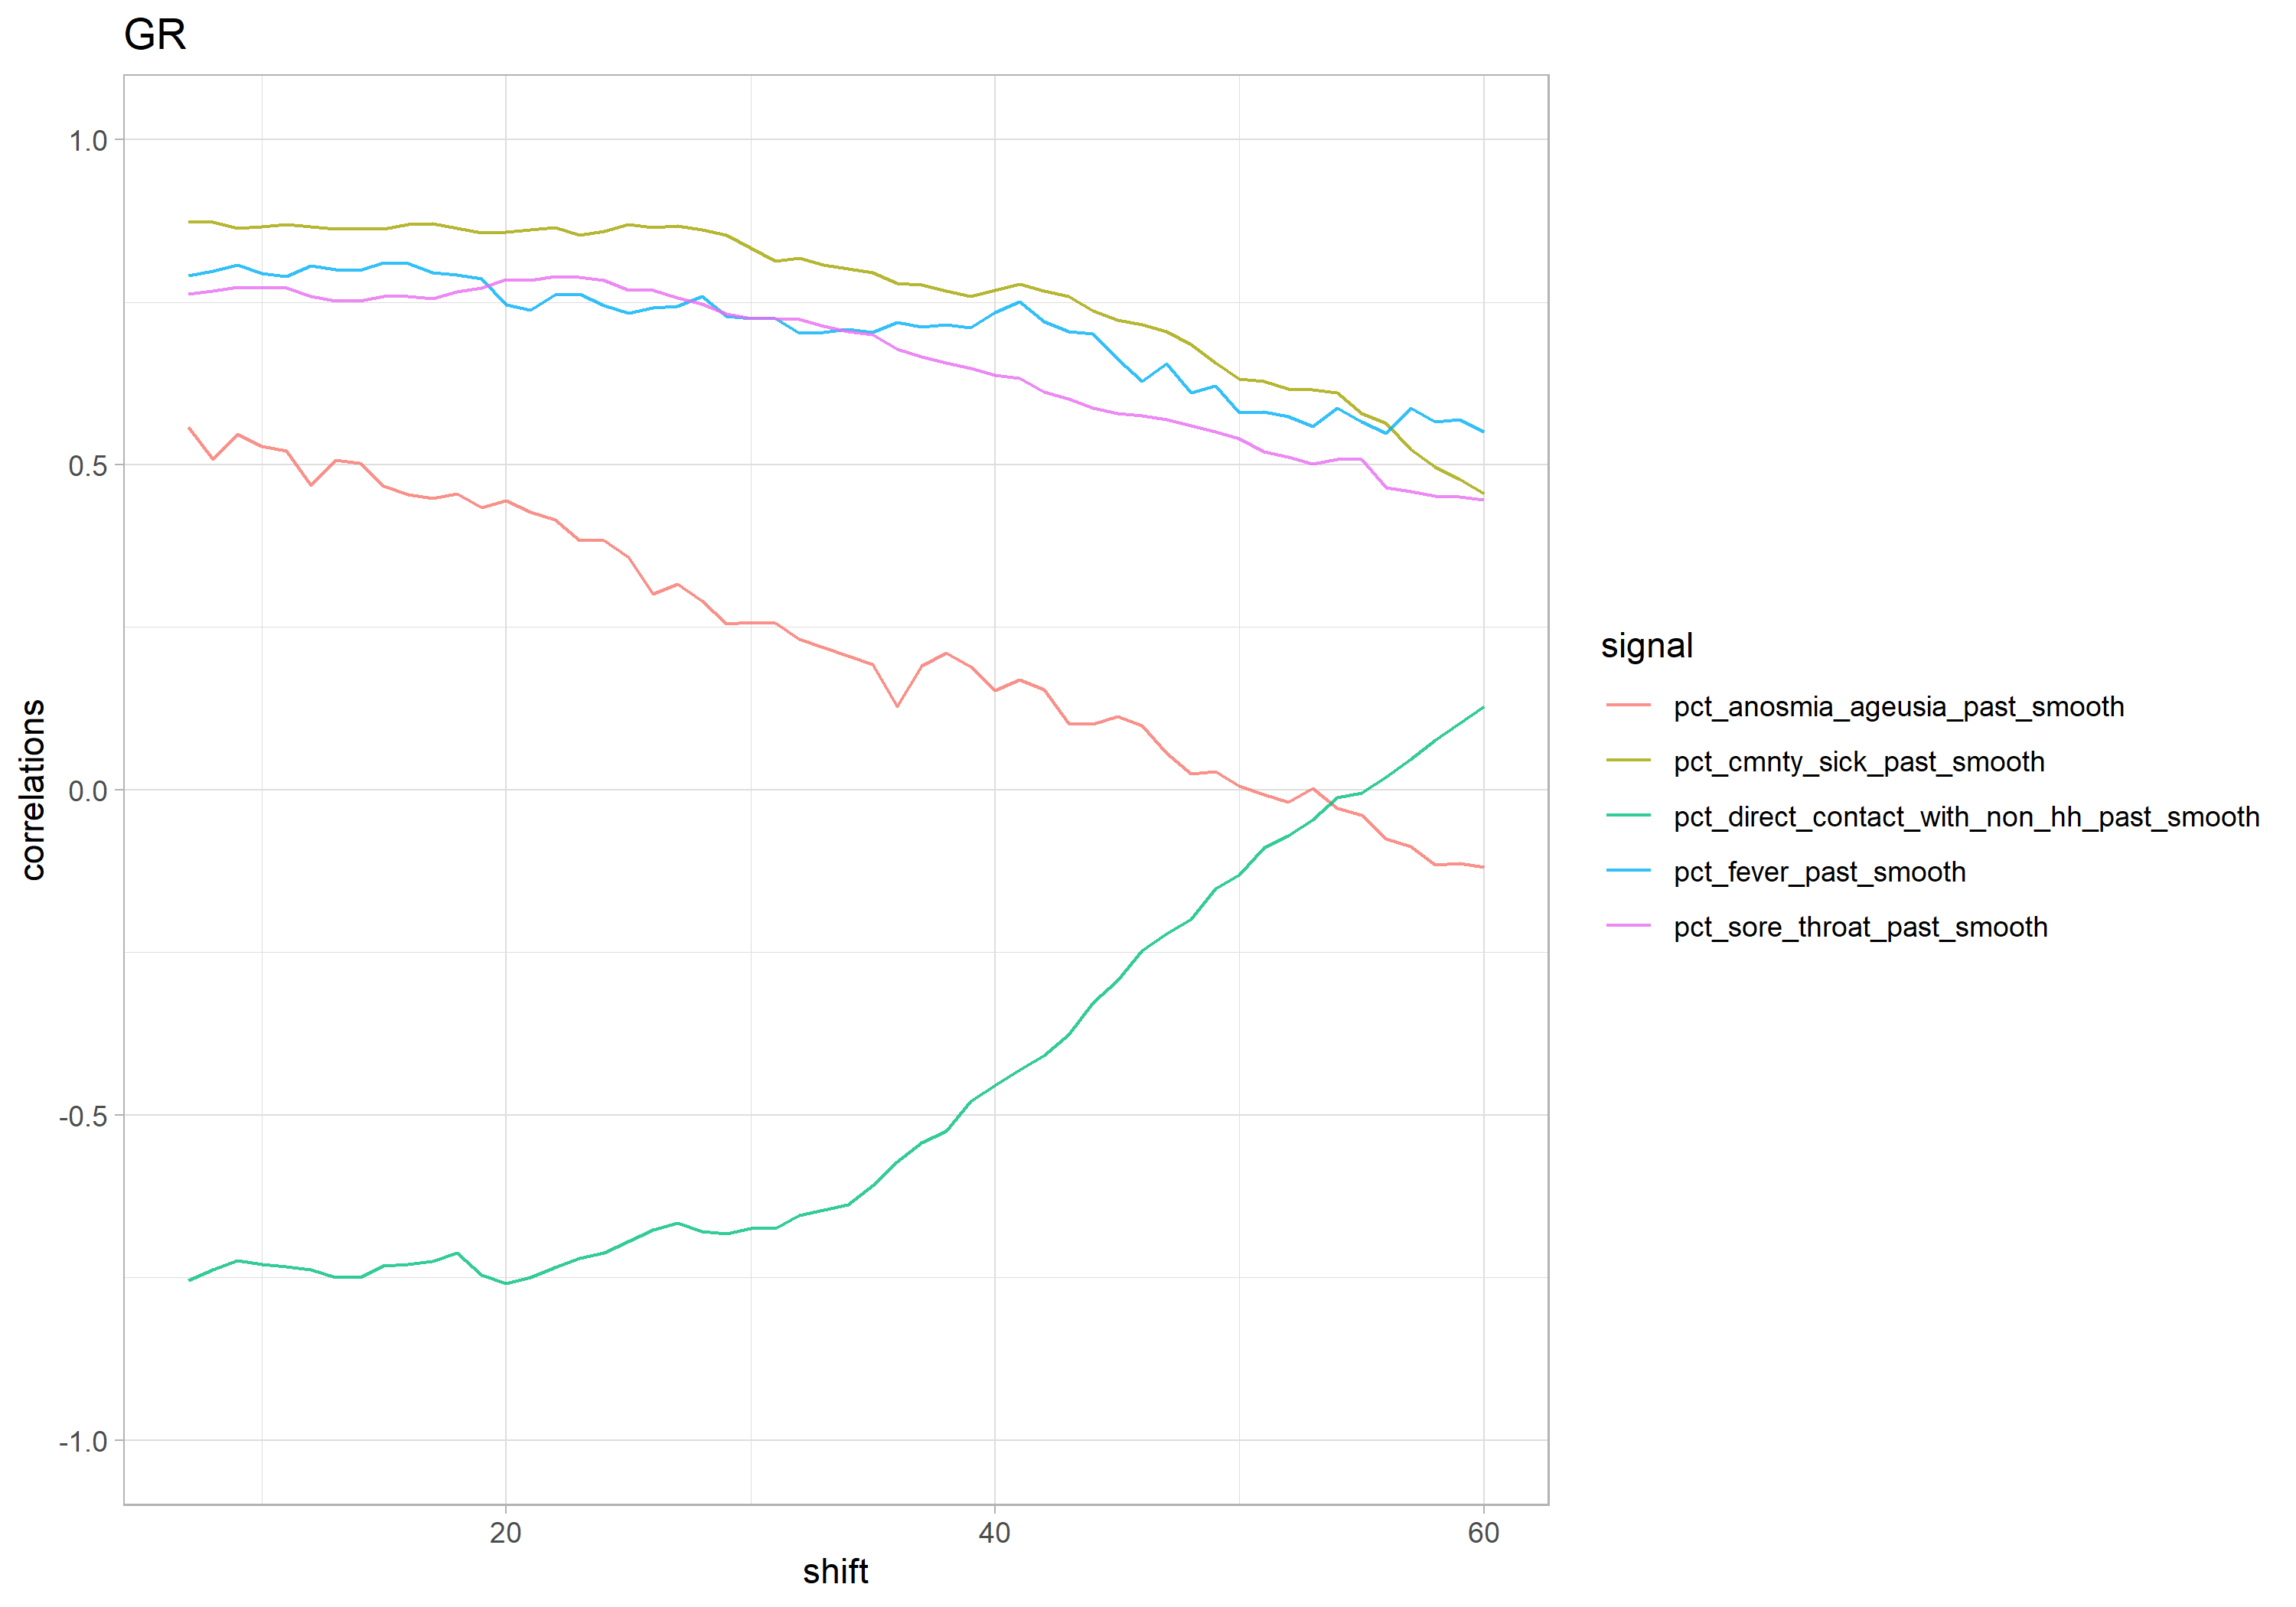 GR
1.0
0.5
0.0
-0.5
-1.0
correlations
20 40 60
shift
signal
pct_anosmia_ageusia_past_smooth
pct_cmnty_sick_past_smooth
pct_direct_contact_with_non_hh_past_smooth
pct_fever_past_smooth
pct_sore_throat_past_smooth